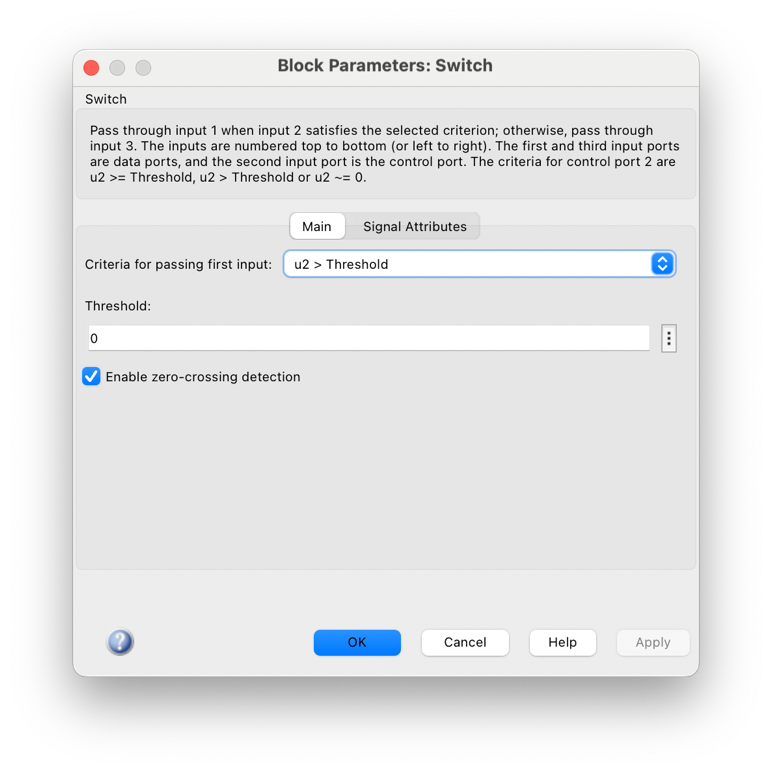 Block Parameters: Switch
Switch
Pass through input 1 when input 2 satisfies the selected criterion; otherwise, pass through
input 3. The inputs are numbered top to bottom (or left to right). The first and third input ports
are data ports, and the second input port is the control port. The criteria for control port 2 are
u2 >= Threshold, u2 > Threshold or u2 ~= 0.
Main Signal Attributes
Criteria for passing first input: u2 > Threshold
Threshold:
0
Enable zero-crossing detection
? OK Cancel Help Apply